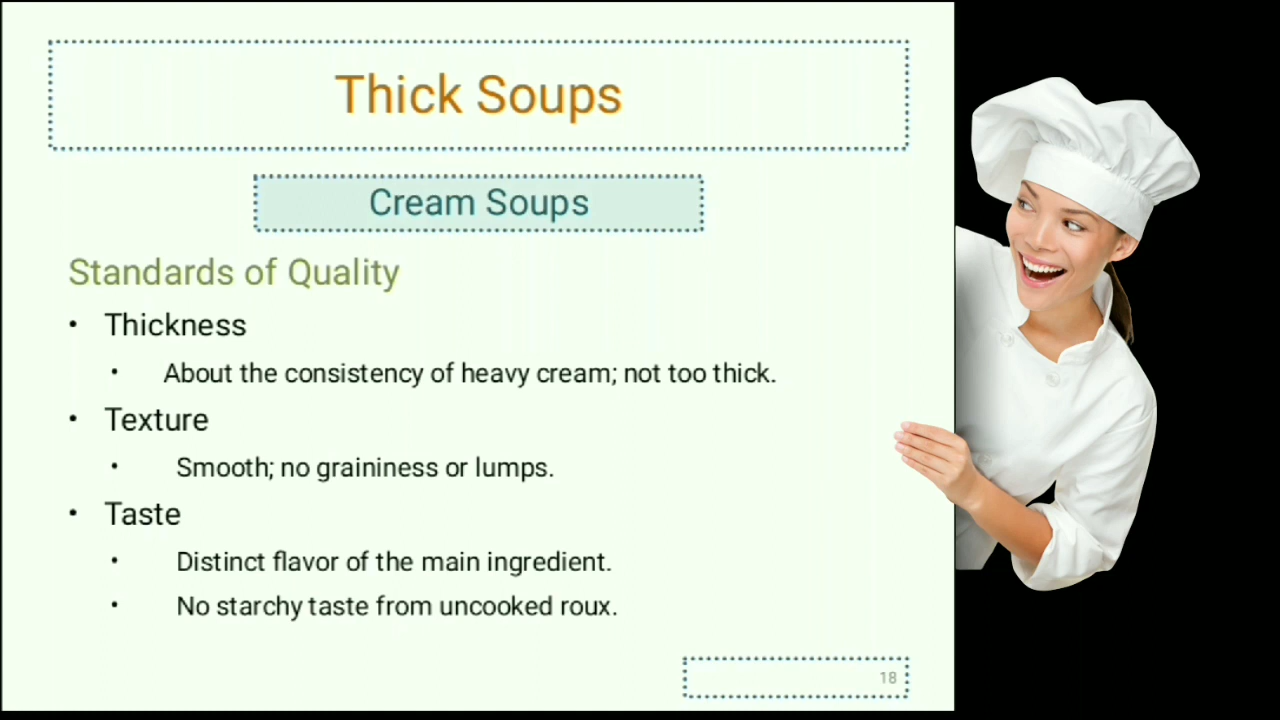 Thick Soups
Cream Soups
Standards of Quality
• Thickness
• About the consistency of heavy cream; not too thick.
• Texture
• Smooth; no graininess or lumps.
• Taste
• Distinct flavor of the main ingredient.
• No starchy taste from uncooked roux.
18